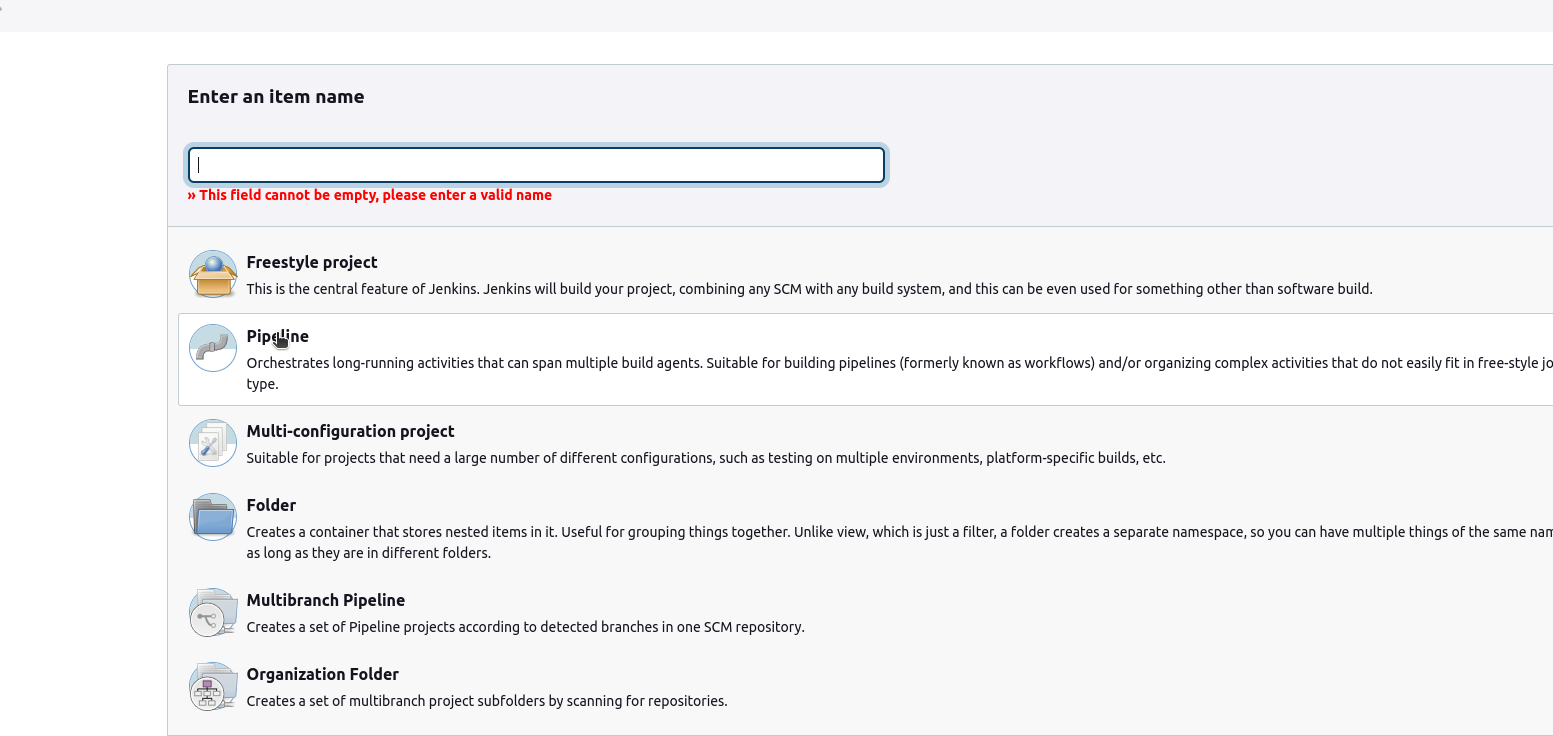 Enter an item name
» This field cannot be empty, please enter a valid name
Freestyle project
This is the central feature of Jenkins. Jenkins will build your project, combining any SCM with any build system, and this can be even used for something other than software build.
Pipeline
Orchestrates long-running activities that can span multiple build agents. Suitable for building pipelines (formerly known as workflows) and/or organizing complex activities that do not easily fit in free-style jo
type.
Multi-configuration project
Suitable for projects that need a large number of different configurations, such as testing on multiple environments, platform-specific builds, etc.
Folder
Creates a container that stores nested items in it. Useful for grouping things together. Unlike view, which is just a filter, a folder creates a separate namespace, so you can have multiple things of the same nam
as long as they are in different folders.
Multibranch Pipeline
Creates a set of Pipeline projects according to detected branches in one SCM repository.
Organization Folder
Creates a set of multibranch project subfolders by scanning for repositories.